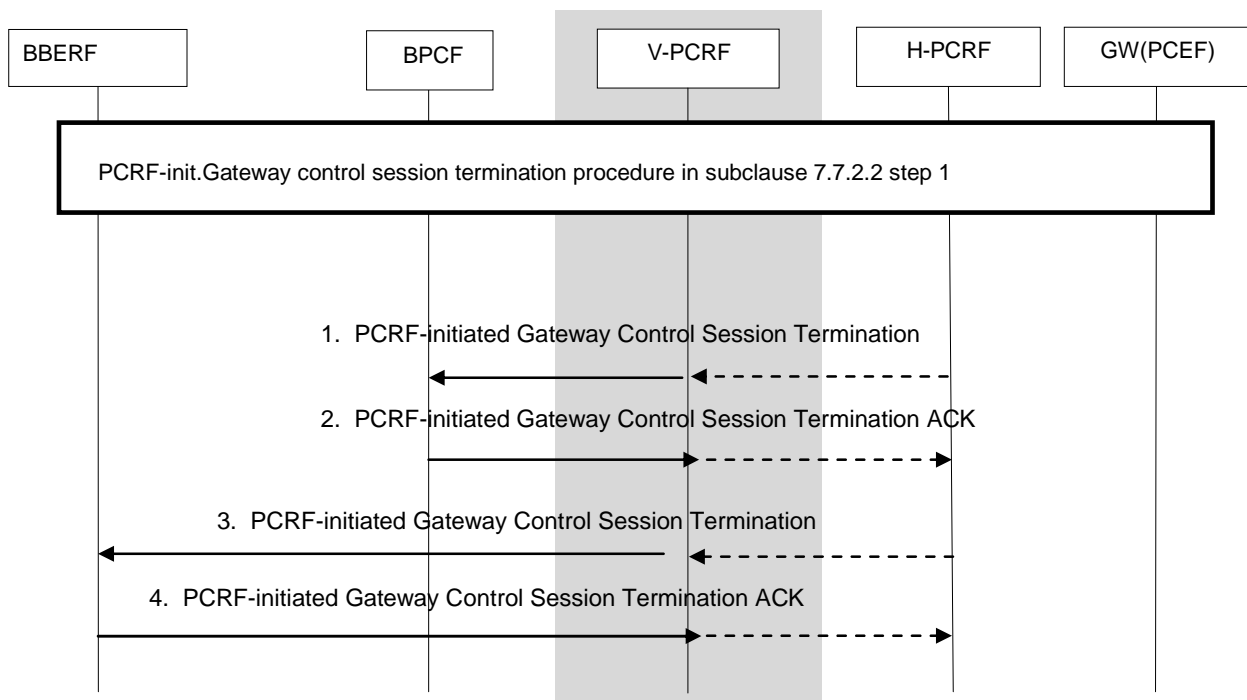 BBERF
BPCF
V-PCRF
H-PCRF
GW(PCEF)
PCRF-init.Gateway control session termination procedure in subclause 7.7.2.2 step 1
1. PCRF-initiated Gateway Control Session Termination
2. PCRF-initiated Gateway Control Session Termination ACK
3. PCRF-initiated Gateway Control Session Termination
4. PCRF-initiated Gateway Control Session Termination ACK